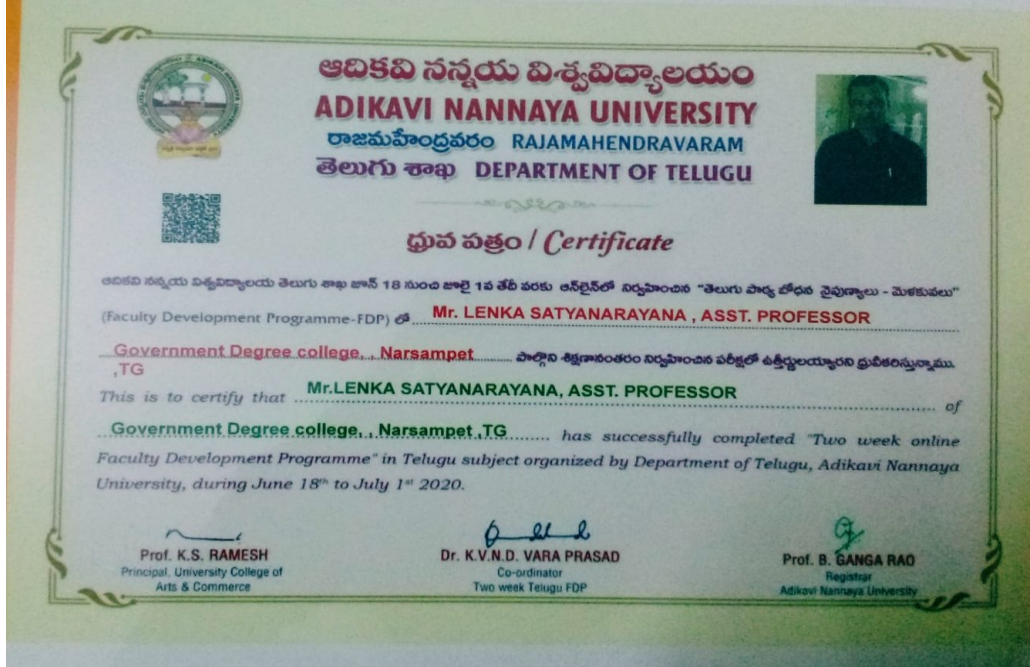 ఆదికవి నన్నయ విశ్వవిద్యాలయం
ADIKAVI NANNAYA UNIVERSITY
రాజమహేంద్రవరం RAJAMAHENDRAVARAM
తెలుగు శాఖ DEPARTMENT OF TELUGU
ధ్రువ పత్రం / Certificate
ఆదికవి నన్నయ విశ్వవిద్యాలయ తెలుగు శాఖ జూన్ 18 నుంచి జూలై 1వ తేదీ వరకు ఆన్‌లైన్‌లో నిర్వహించిన "తెలుగు పాఠ్య బోధన నైపుణ్యాలు - మెళకువలు"
(Faculty Development Programme-FDP) లో Mr. LENKA SATYANARAYANA , ASST. PROFESSOR
Government Degree college, , Narsampet పాల్గొని శిక్షణానంతరం నిర్వహించిన పరీక్షలో ఉత్తీర్ణులయ్యారని ధ్రువీకరిస్తున్నాము.
,TG
This is to certify that Mr.LENKA SATYANARAYANA, ASST. PROFESSOR of
Government Degree college, , Narsampet ,TG has successfully completed "Two week online
Faculty Development Programme" in Telugu subject organized by Department of Telugu, Adikavi Nannaya
University, during June 18th to July 1st 2020.
Prof. K.S. RAMESH
Principal, University College of
Arts & Commerce
Dr. K.V.N.D. VARA PRASAD
Co-ordinator
Two week Telugu FDP
Prof. B. GANGA RAO
Registrar
Adikavi Nannaya University